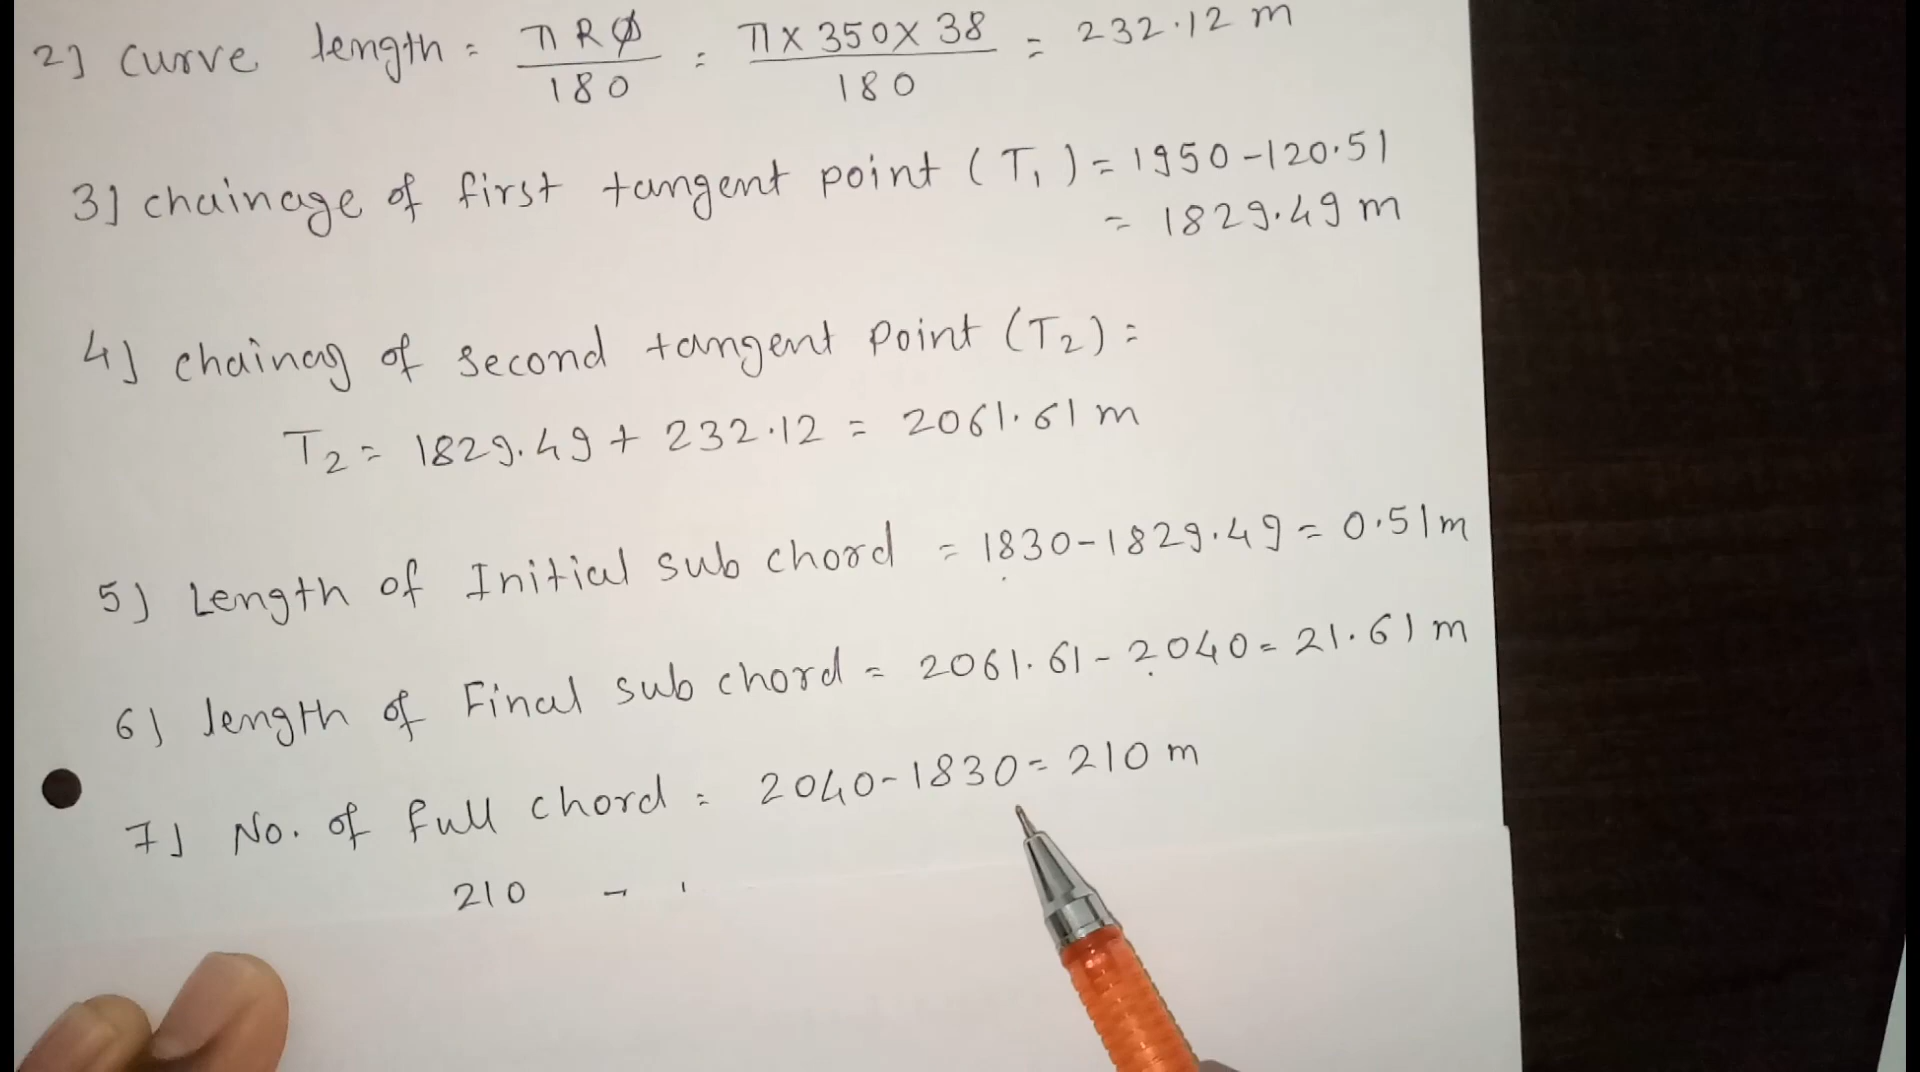 2] curve length = πRφ/180 = π×350×38/180 = 232.12 m
3] chainage of first tangent point (T₁) = 1950-120.51
= 1829.49 m
4] chainag of second tangent point (T₂) =
T₂ = 1829.49 + 232.12 = 2061.61 m
5) Length of Initial sub chord = 1830-1829.49 = 0.51m
6) length of Final sub chord = 2061.61-2040 = 21.61 m
7] No. of full chord = 2040-1830 = 210 m
210